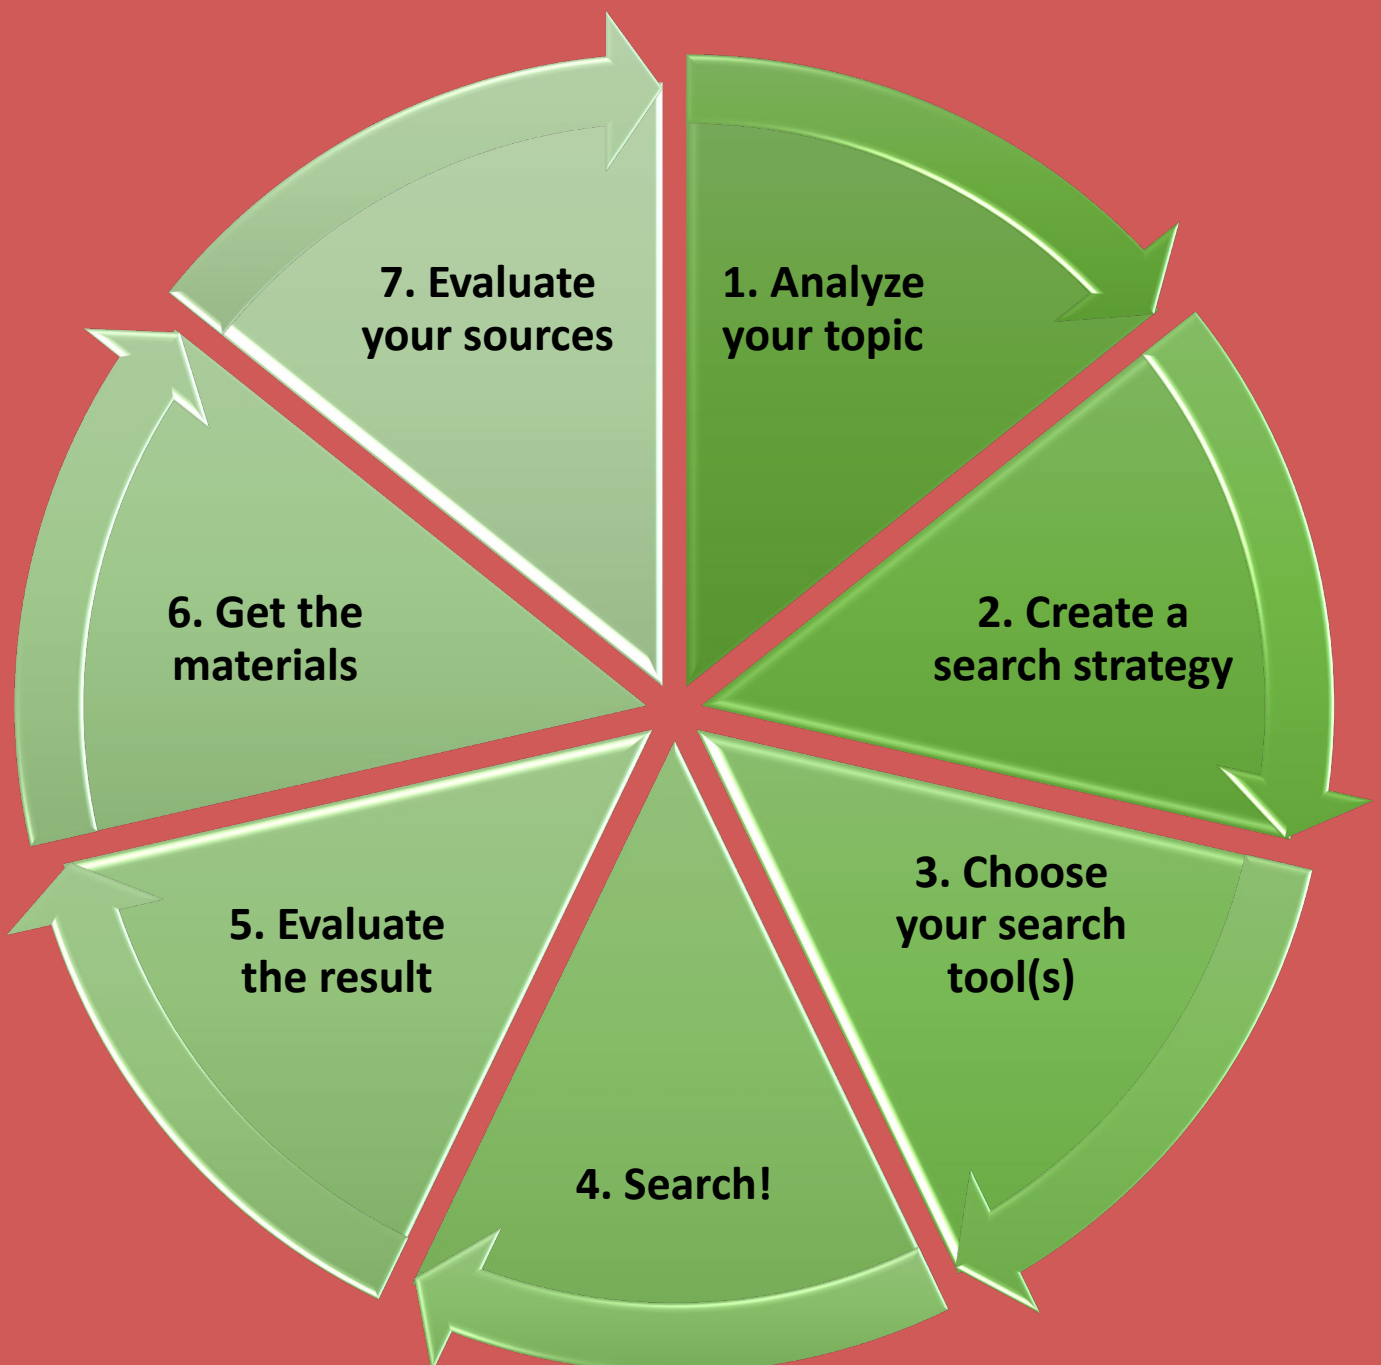 1. Analyze
your topic
2. Create a
search strategy
3. Choose
your search
tool(s)
4. Search!
5. Evaluate
the result
6. Get the
materials
7. Evaluate
your sources